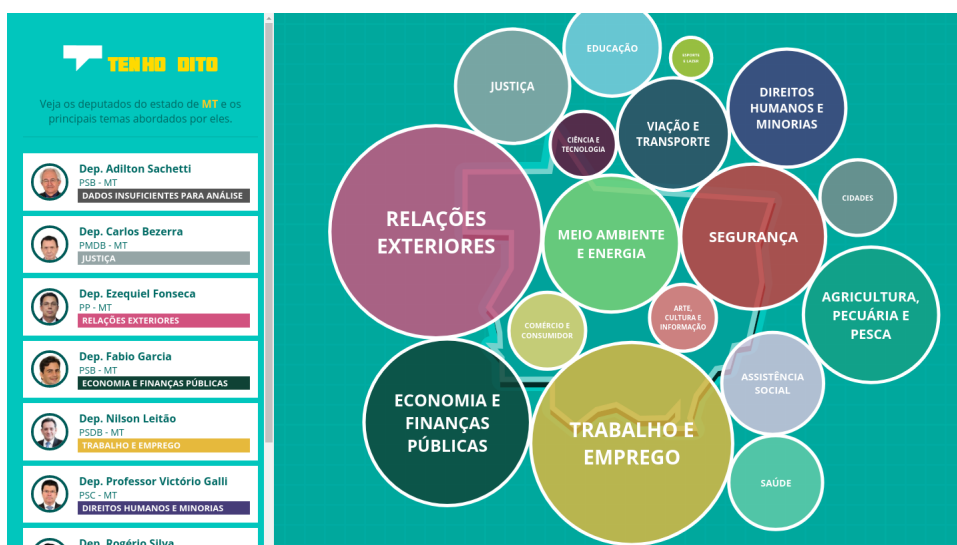 TENHO DITO
Veja os deputados do estado de MT e os
principais temas abordados por eles.
Dep. Adilton Sachetti
PSB - MT
DADOS INSUFICIENTES PARA ANÁLISE
Dep. Carlos Bezerra
PMDB - MT
JUSTIÇA
Dep. Ezequiel Fonseca
PP - MT
RELAÇÕES EXTERIORES
Dep. Fabio Garcia
PSB - MT
ECONOMIA E FINANÇAS PÚBLICAS
Dep. Nilson Leitão
PSDB - MT
TRABALHO E EMPREGO
Dep. Professor Victório Galli
PSC - MT
DIREITOS HUMANOS E MINORIAS
Dep. Rogério Silva
EDUCAÇÃO
ESPORTE
E LAZER
JUSTIÇA
DIREITOS
HUMANOS E
MINORIAS
VIAÇÃO E
TRANSPORTE
CIÊNCIA E
TECNOLOGIA
CIDADES
RELAÇÕES
EXTERIORES
MEIO AMBIENTE
E ENERGIA
SEGURANÇA
AGRICULTURA,
PECUÁRIA E
PESCA
ARTE,
CULTURA E
INFORMAÇÃO
COMÉRCIO E
CONSUMIDOR
ASSISTÊNCIA
SOCIAL
ECONOMIA E
FINANÇAS
PÚBLICAS
TRABALHO E
EMPREGO
SAÚDE